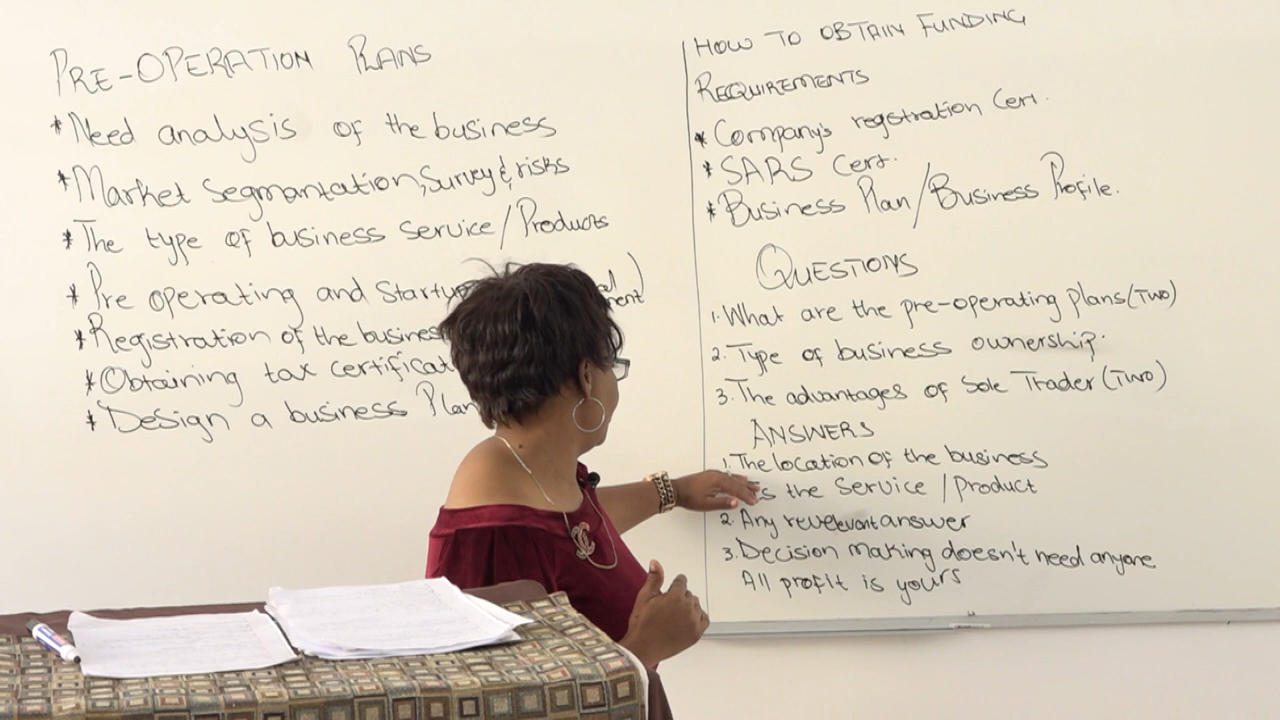 PRE-OPERATION PLANS
*Need analysis of the business
*Market Segmantation, Survey & risks
*The type of business service/Products
*Pre operating and Startup
*Registration of the business
*Obtaining tax certificat
*Design a business Plan
HOW TO OBTAIN FUNDING
REQUIREMENTS
*Company's regstration Cert.
*SARS Cert.
*Business Plan/Business Profile.
QUESTIONS
1. What are the pre-operating plans (Two)
2. Type of business ownership.
3. The advantages of Sole Trader (Two)
ANSWERS
1. The location of the business
the Service / Product
2. Any revelevant answer
3. Decision making doesn't need anyone
All profit is yours